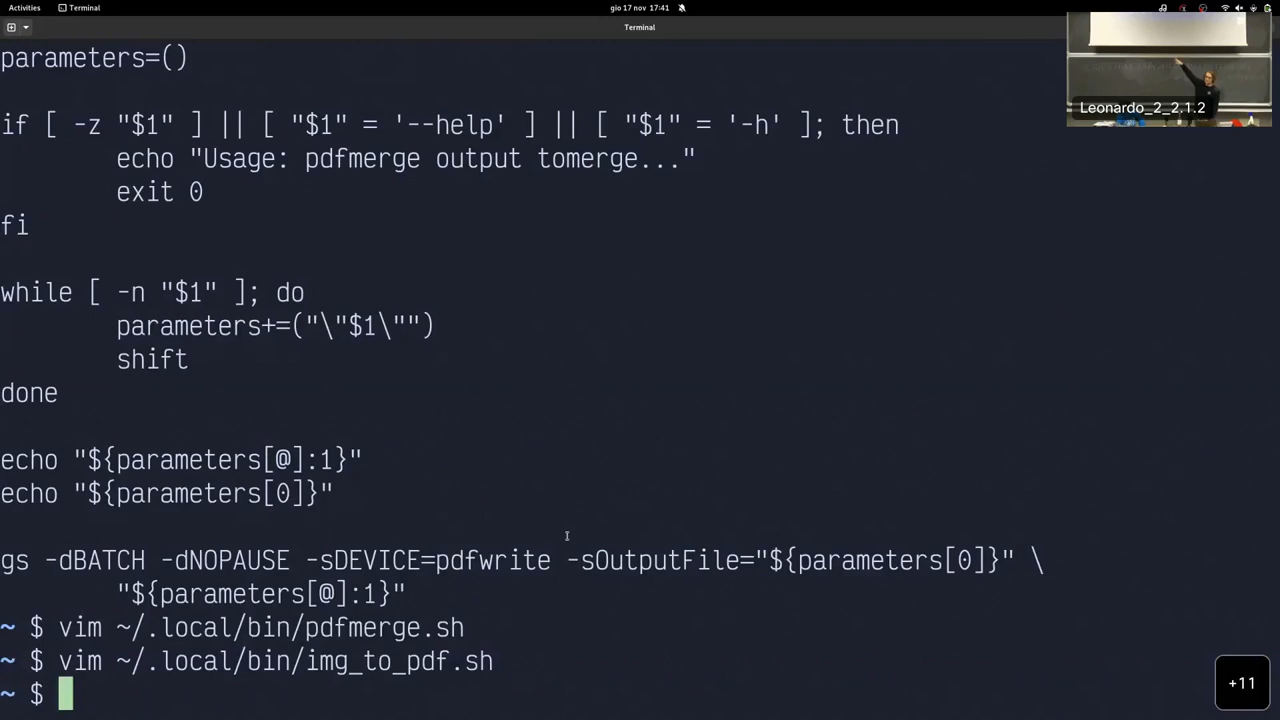 Activities
Terminal
gio 17 nov 17:41
Terminal
parameters=()
if [ -z "$1" ] || [ "$1" = '--help' ] || [ "$1" = '-h' ]; then
echo "Usage: pdfmerge output tomerge..."
exit 0
fi
while [ -n "$1" ]; do
parameters+=("\"$1\"")
shift
done
echo "${parameters[@]:1}"
echo "${parameters[0]}"
gs -dBATCH -dNOPAUSE -sDEVICE=pdfwrite -sOutputFile="${parameters[0]}" \
"${parameters[@]:1}"
~ $ vim ~/.local/bin/pdfmerge.sh
~ $ vim ~/.local/bin/img_to_pdf.sh
~ $
Leonardo_2_2.1.2
+11